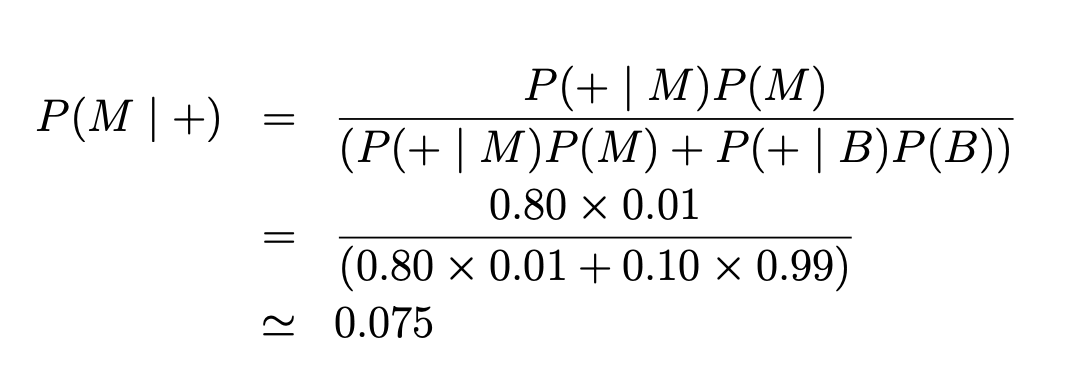 P(M | +) = P(+ | M)P(M) / (P(+ | M)P(M) + P(+ | B)P(B))
= 0.80 × 0.01 / (0.80 × 0.01 + 0.10 × 0.99)
≃ 0.075